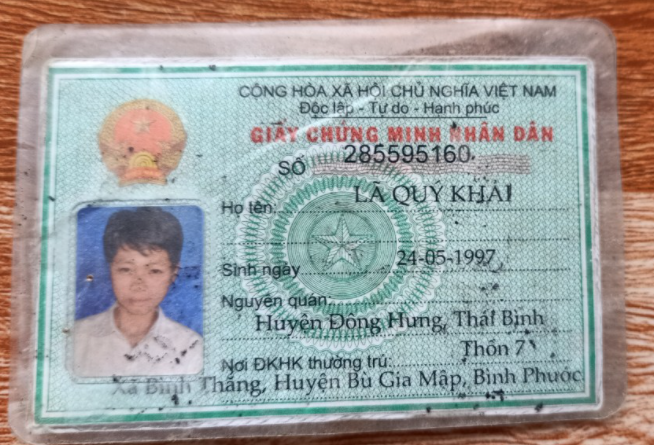 CỘNG HÒA XÃ HỘI CHỦ NGHĨA VIỆT NAM
Độc lập - Tự do - Hạnh phúc
GIẤY CHỨNG MINH NHÂN DÂN
SỐ 285595160
Họ tên: LÃ QUÝ KHẢI
Sinh ngày 24-05-1997
Nguyên quán:
Huyện Đông Hưng, Thái Bình
Nơi ĐKHK thường trú: Thôn 7
Xã Bình Thắng, Huyện Bù Gia Mập, Bình Phước